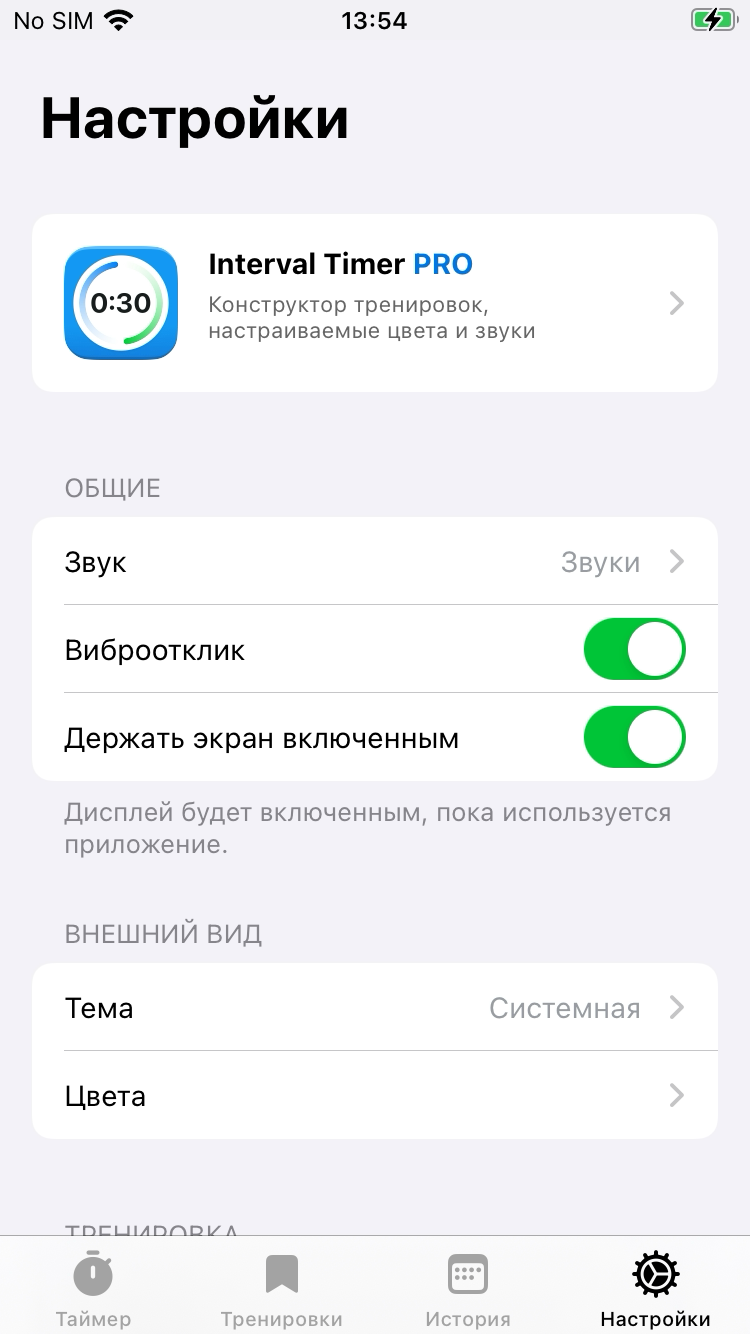 No SIM 13:54
Настройки
0:30
Interval Timer PRO
Конструктор тренировок,
настраиваемые цвета и звуки
ОБЩИЕ
Звук Звуки
Виброотклик
Держать экран включенным
Дисплей будет включенным, пока используется
приложение.
ВНЕШНИЙ ВИД
Тема Системная
Цвета
ТРЕНИРОВКА
Таймер Тренировки История Настройки